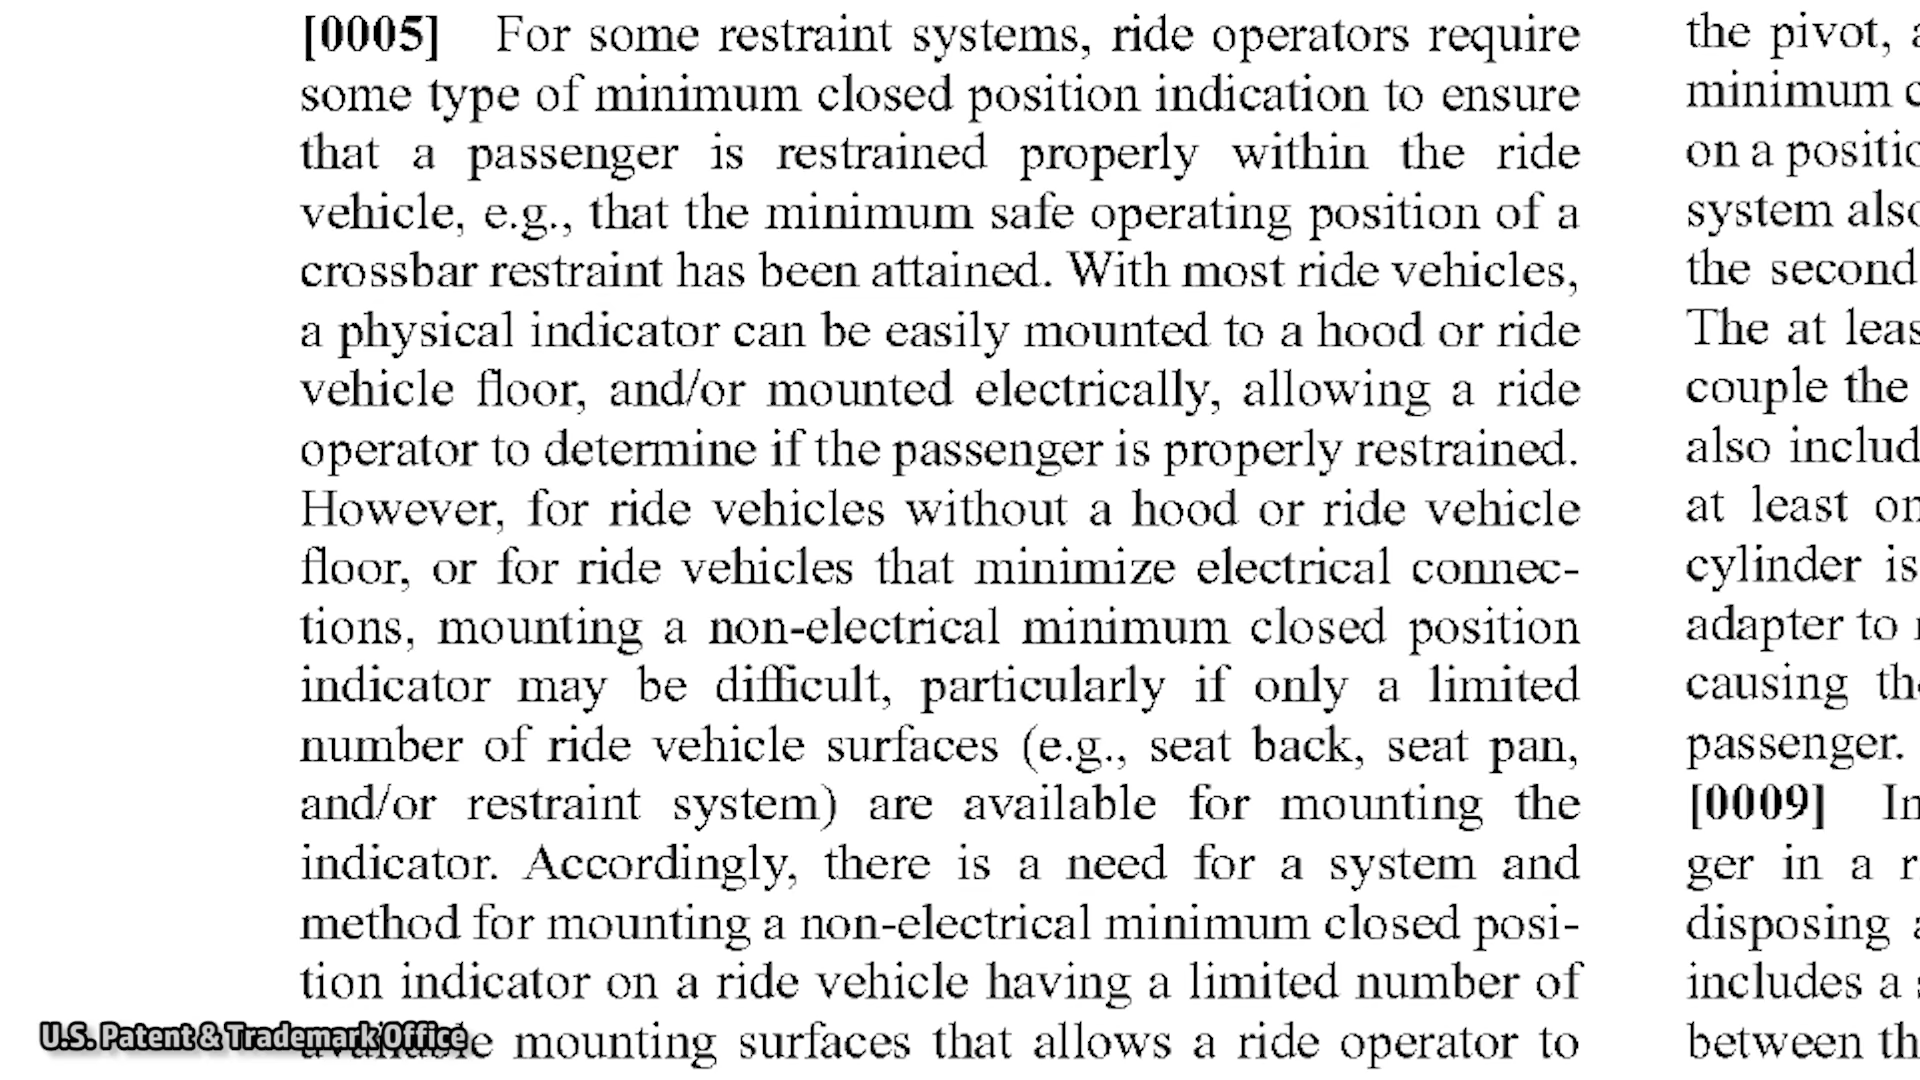 [0005] For some restraint systems, ride operators require
some type of minimum closed position indication to ensure
that a passenger is restrained properly within the ride
vehicle, e.g., that the minimum safe operating position of a
crossbar restraint has been attained. With most ride vehicles,
a physical indicator can be easily mounted to a hood or ride
vehicle floor, and/or mounted electrically, allowing a ride
operator to determine if the passenger is properly restrained.
However, for ride vehicles without a hood or ride vehicle
floor, or for ride vehicles that minimize electrical connec-
tions, mounting a non-electrical minimum closed position
indicator may be difficult, particularly if only a limited
number of ride vehicle surfaces (e.g., seat back, seat pan,
and/or restraint system) are available for mounting the
indicator. Accordingly, there is a need for a system and
method for mounting a non-electrical minimum closed posi-
tion indicator on a ride vehicle having a limited number of
mounting surfaces that allows a ride operator to
the pivot,
minimum
on a
system
the second
The at
couple the
also
at least
cylinder is
adapter to
causing
passenger.
[0009]
ger in a
disposing
includes a
between
U.S. Patent & Trademark Office